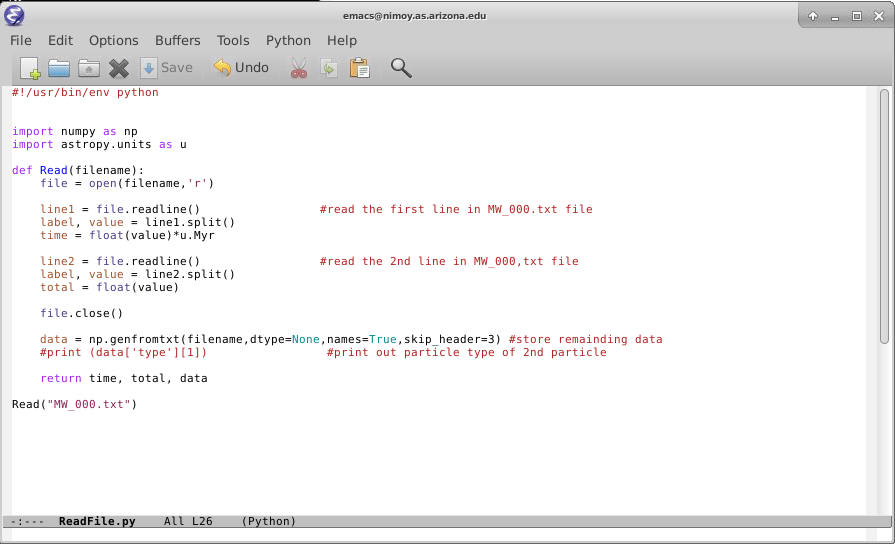 emacs@nimoy.as.arizona.edu
File Edit Options Buffers Tools Python Help
Save Undo
#!/usr/bin/env python
import numpy as np
import astropy.units as u
def Read(filename):
    file = open(filename,'r')
    line1 = file.readline()                 #read the first line in MW_000.txt file
    label, value = line1.split()
    time = float(value)*u.Myr
    line2 = file.readline()                 #read the 2nd line in MW_000,txt file
    label, value = line2.split()
    total = float(value)
    file.close()
    data = np.genfromtxt(filename,dtype=None,names=True,skip_header=3) #store remainding data
    #print (data['type'][1])                 #print out particle type of 2nd particle
    return time, total, data
Read("MW_000.txt")
-:--- ReadFile.py All L26 (Python)